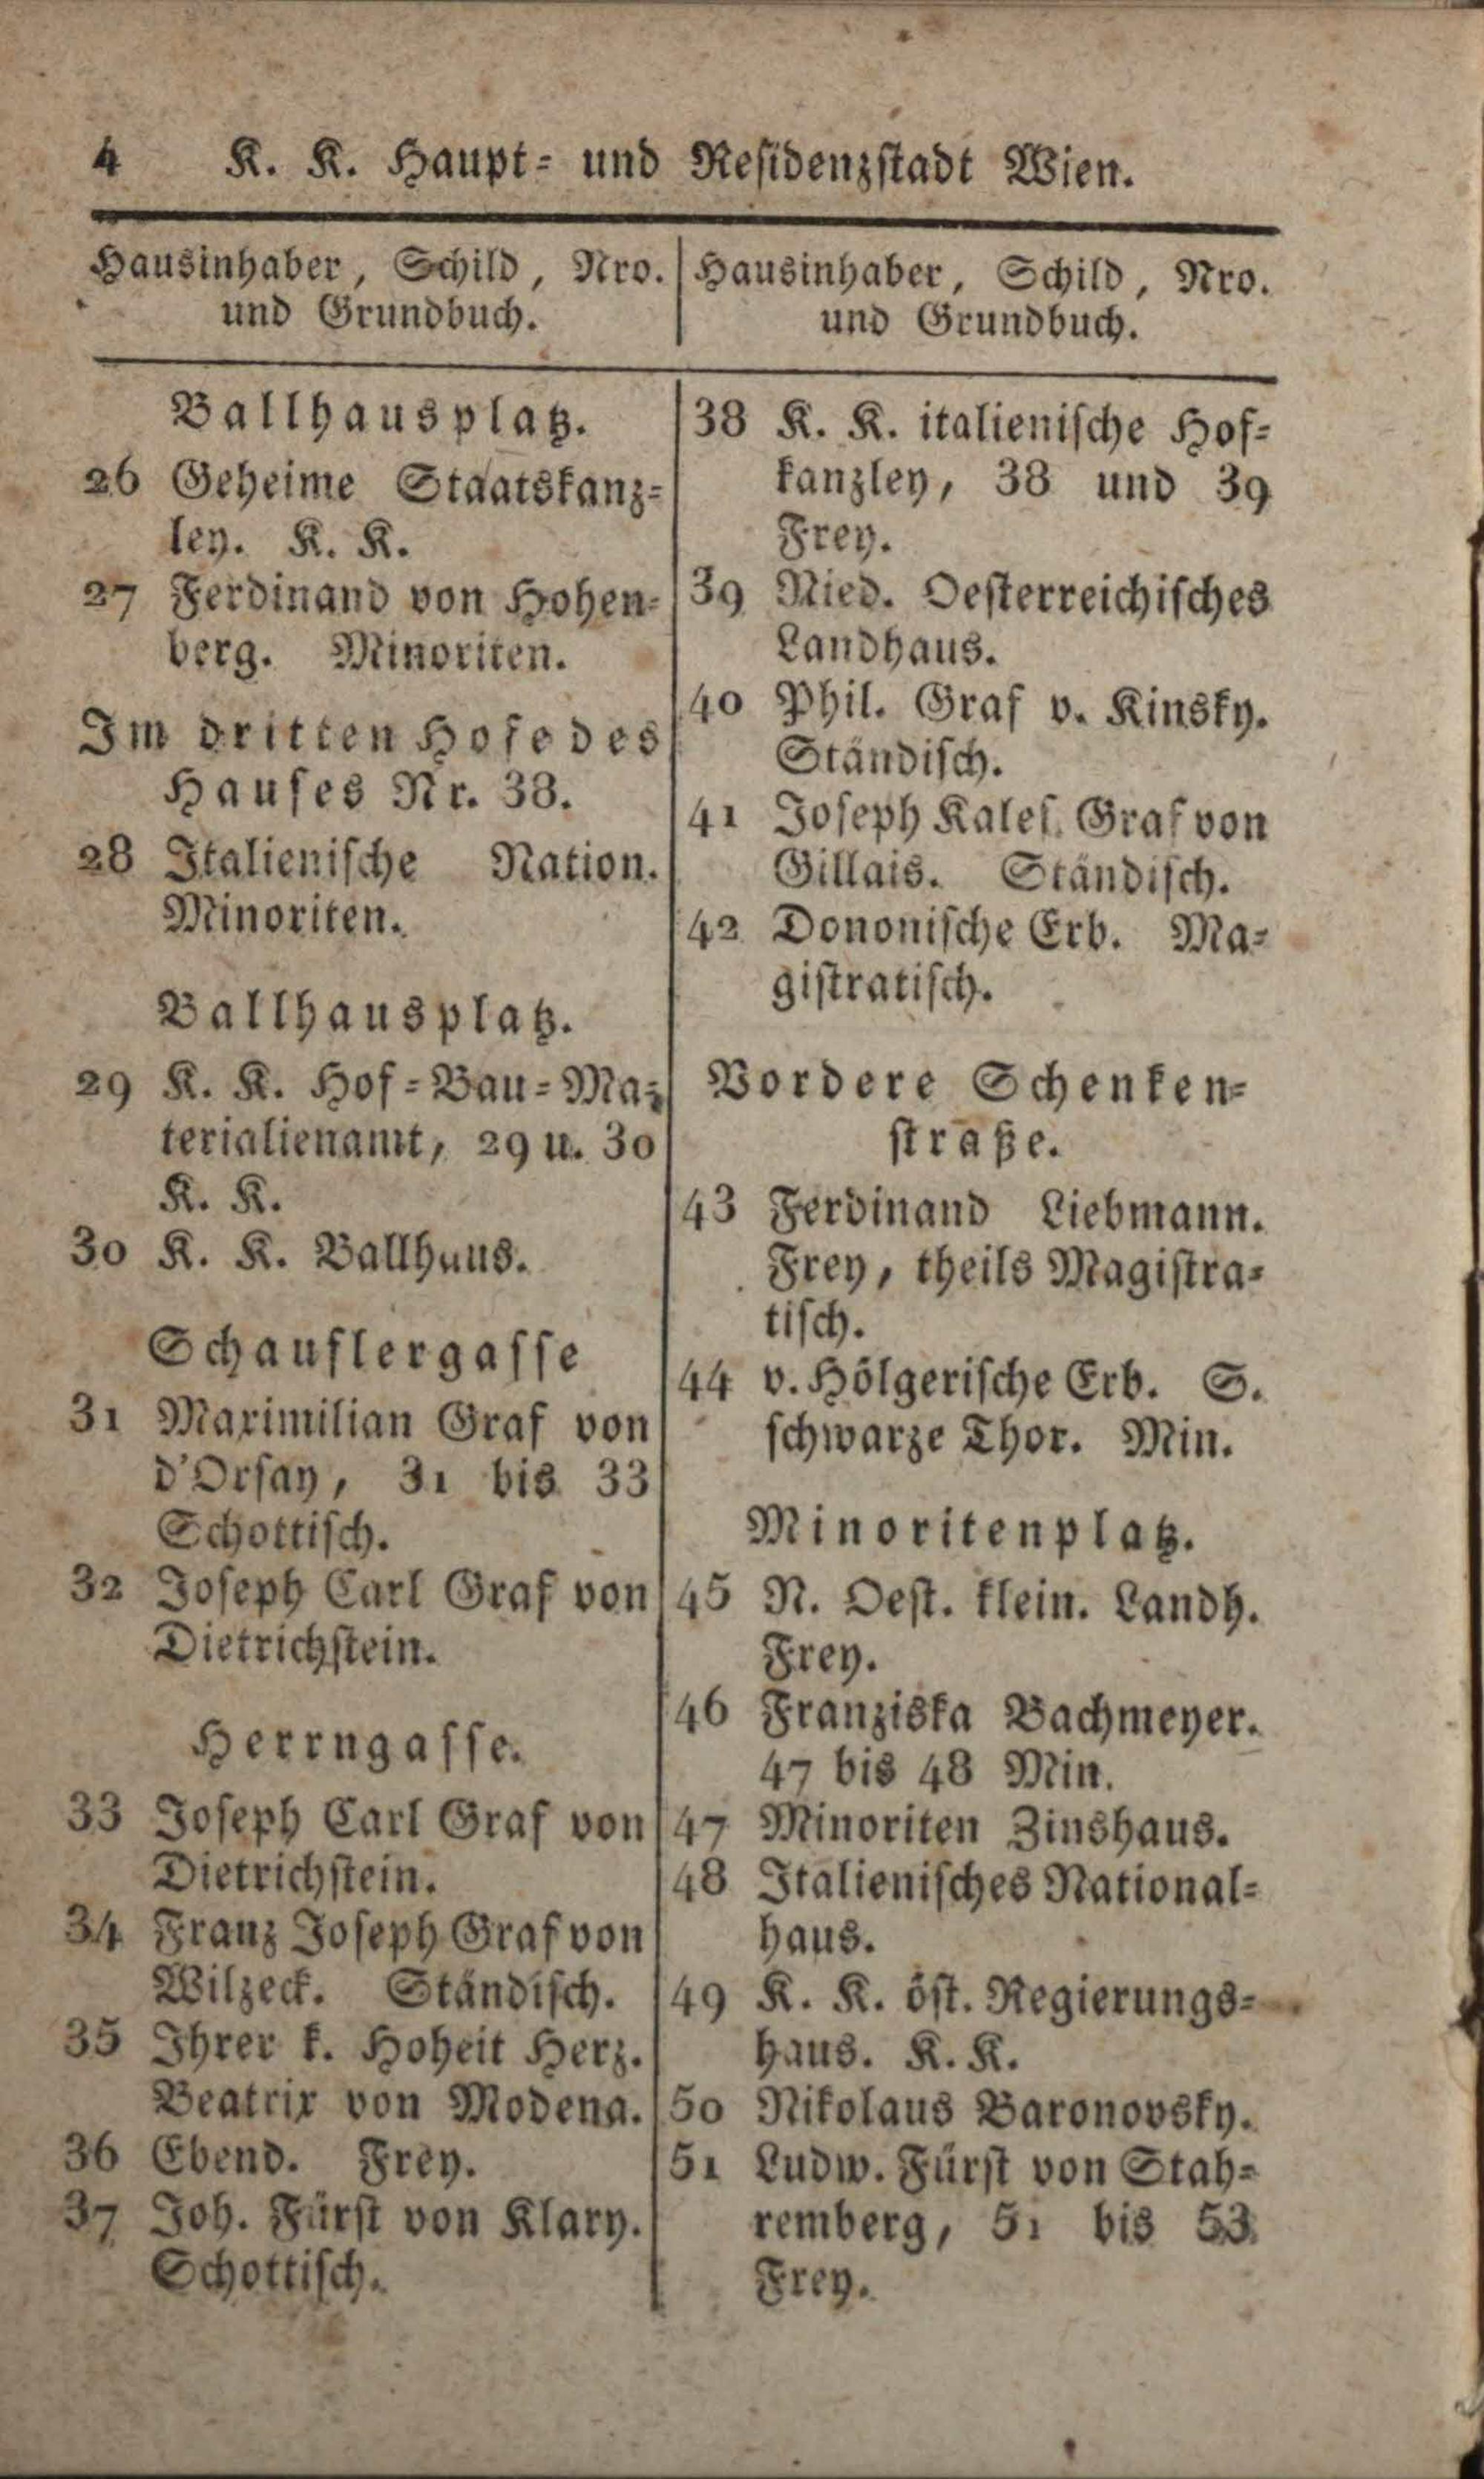 4 K. K. Haupt- und Residenzstadt Wien.
Hausinhaber, Schild, Nro.
und Grundbuch.
Ballhausplatz.
26 Geheime Staatskanz-
ley. K. K.
27 Ferdinand von Hohen-
berg. Minoriten.
Im dritten Hofe des
Hauses Nr. 38.
28 Italienische Nation.
Minoriten.
Ballhausplatz.
29 K. K. Hof-Bau-Ma-
terialienamt, 29 u. 30
K. K.
30 K. K. Ballhaus.
Schauflergasse
31 Maximilian Graf von
d'Orsay, 31 bis 33
Schottisch.
32 Joseph Carl Graf von
Dietrichstein.
Herrngasse.
33 Joseph Carl Graf von
Dietrichstein.
34 Franz Joseph Graf von
Wilzeck. Ständisch.
35 Ihrer k. Hoheit Herz.
Beatrix von Modena.
36 Ebend. Frey.
37 Joh. Fürst von Klary.
Schottisch.
Hausinhaber, Schild, Nro.
und Grundbuch.
38 K. K. italienische Hof-
kanzley, 38 und 39
Frey.
39 Nied. Oesterreichisches
Landhaus.
40 Phil. Graf v. Kinsky.
Ständisch.
41 Joseph Kales. Graf von
Gillais. Ständisch.
42 Dononische Erb. Ma-
gistratisch.
Vordere Schenken-
straße.
43 Ferdinand Liebmann.
Frey, theils Magistra-
tisch.
44 v. Hölgerische Erb. S.
schwarze Thor. Min.
Minoritenplatz.
45 N. Oest. klein. Landh.
Frey.
46 Franziska Bachmeyer.
47 bis 48 Min.
47 Minoriten Zinshaus.
48 Italienisches National-
haus.
49 K. K. öst. Regierungs-
haus. K. K.
50 Nikolaus Baronovsky.
51 Ludw. Fürst von Stah-
remberg, 51 bis 53
Frey.